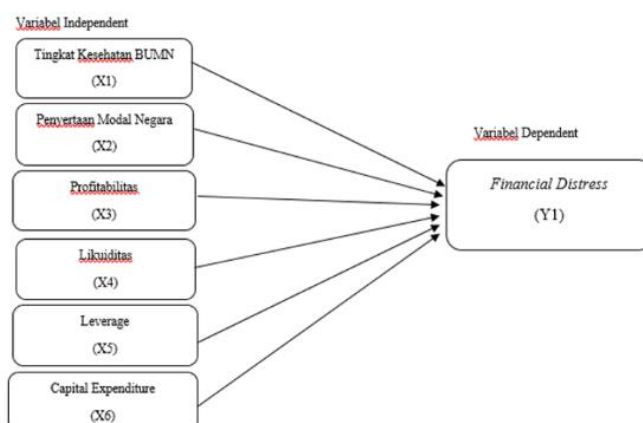 Variabel Independent
Tingkat Kesehatan BUMN
(X1)
Penyertaan Modal Negara
(X2)
Profitabilitas
(X3)
Likuiditas
(X4)
Leverage
(X5)
Capital Expenditure
(X6)
Variabel Dependent
Financial Distress
(Y1)